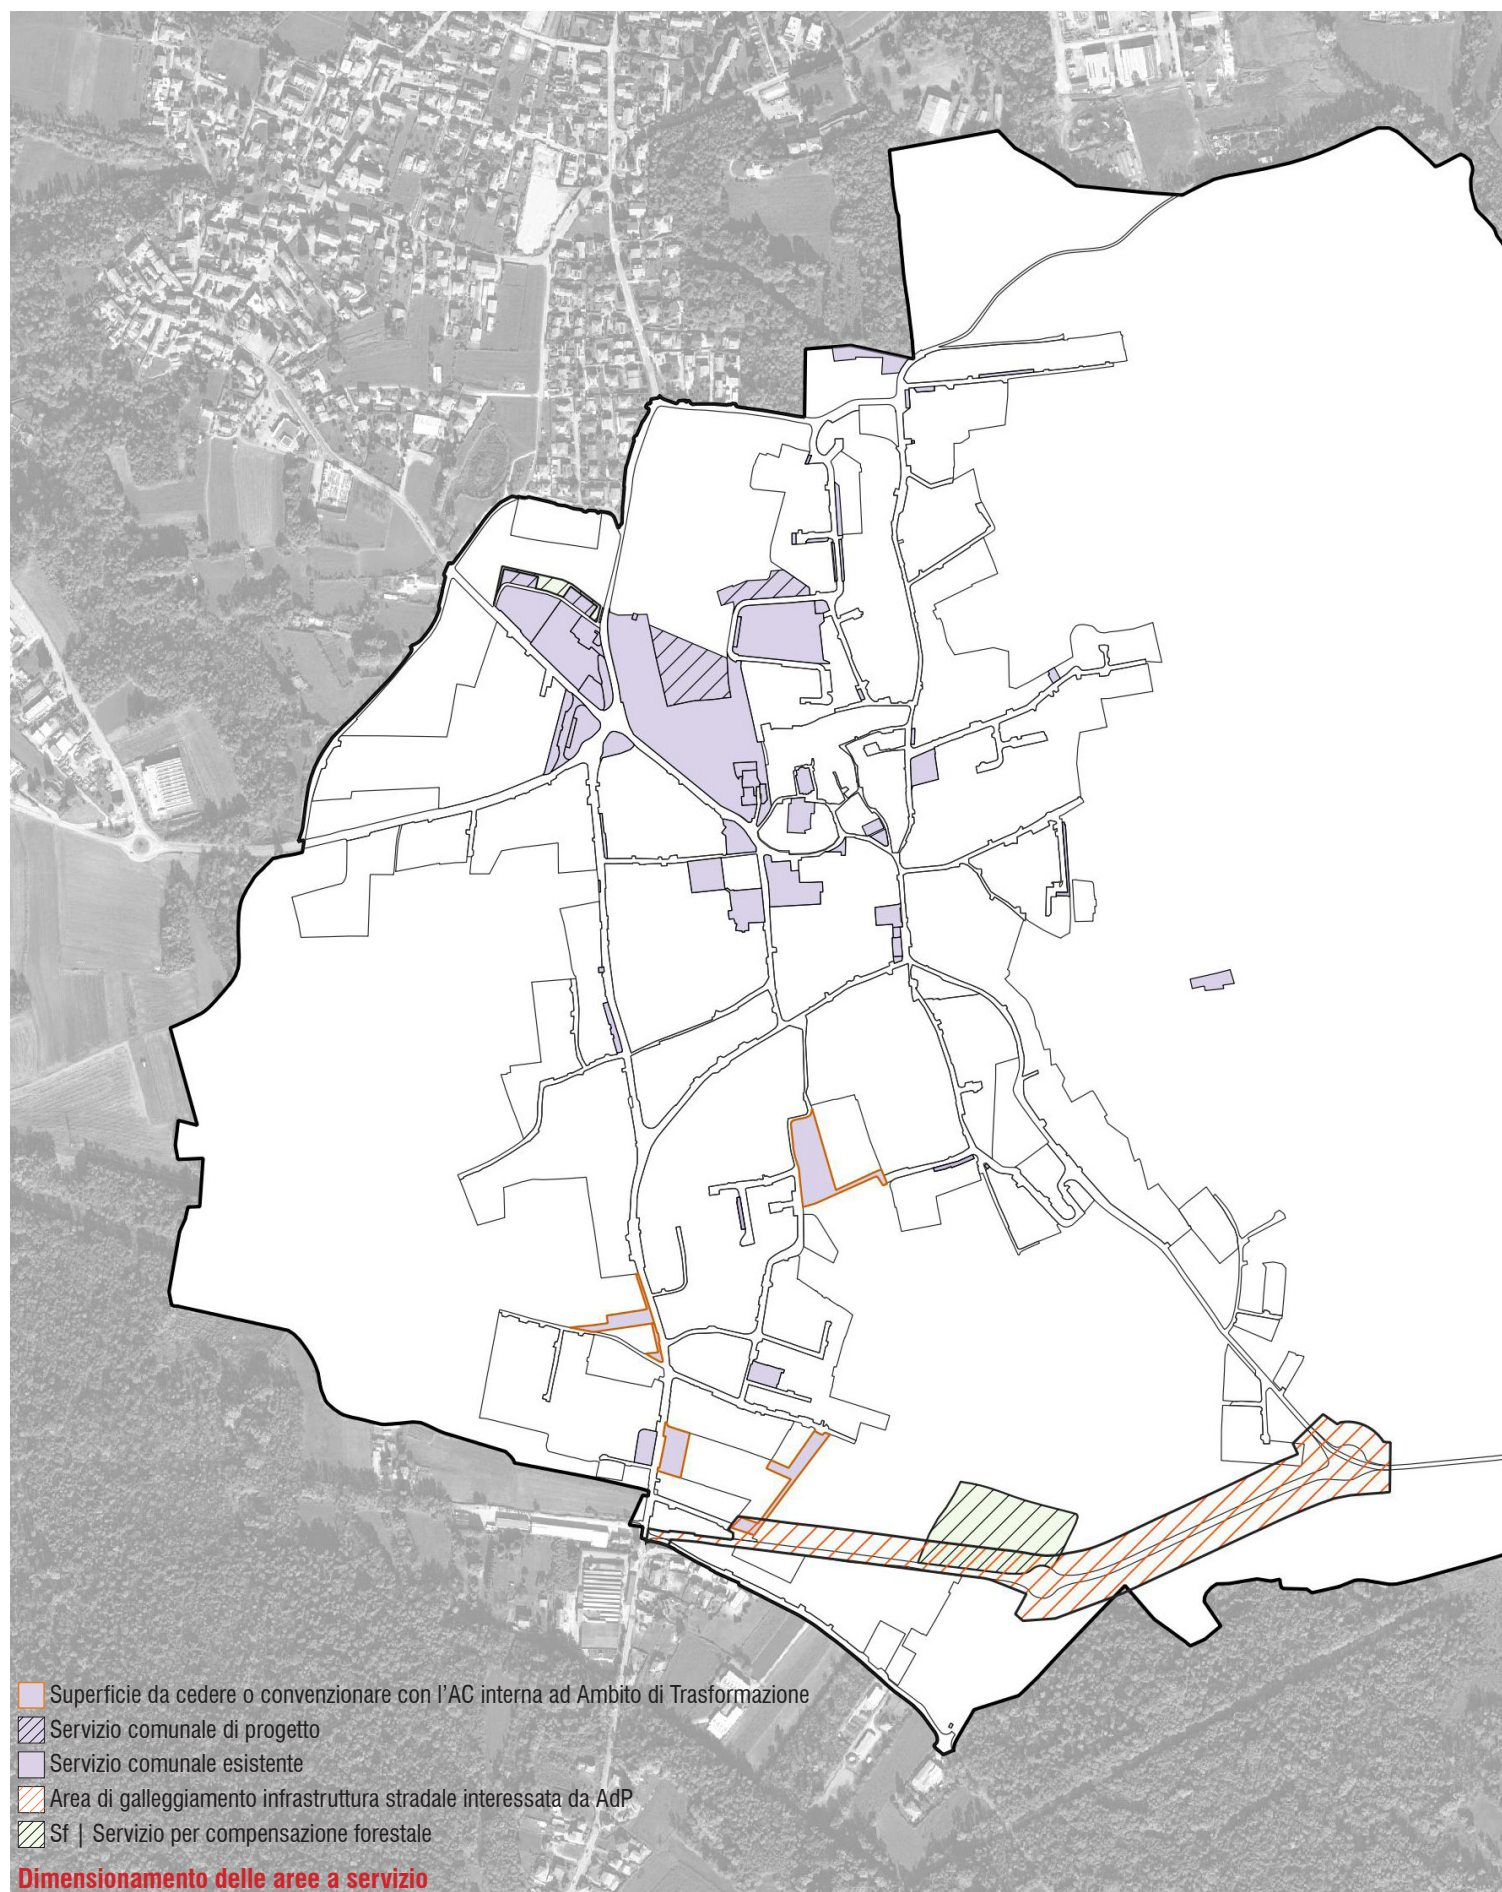 Superficie da cedere o convenzionare con l'AC interna ad Ambito di Trasformazione
Servizio comunale di progetto
Servizio comunale esistente
Area di galleggiamento infrastruttura stradale interessata da AdP
Sf | Servizio per compensazione forestale
Dimensionamento delle aree a servizio